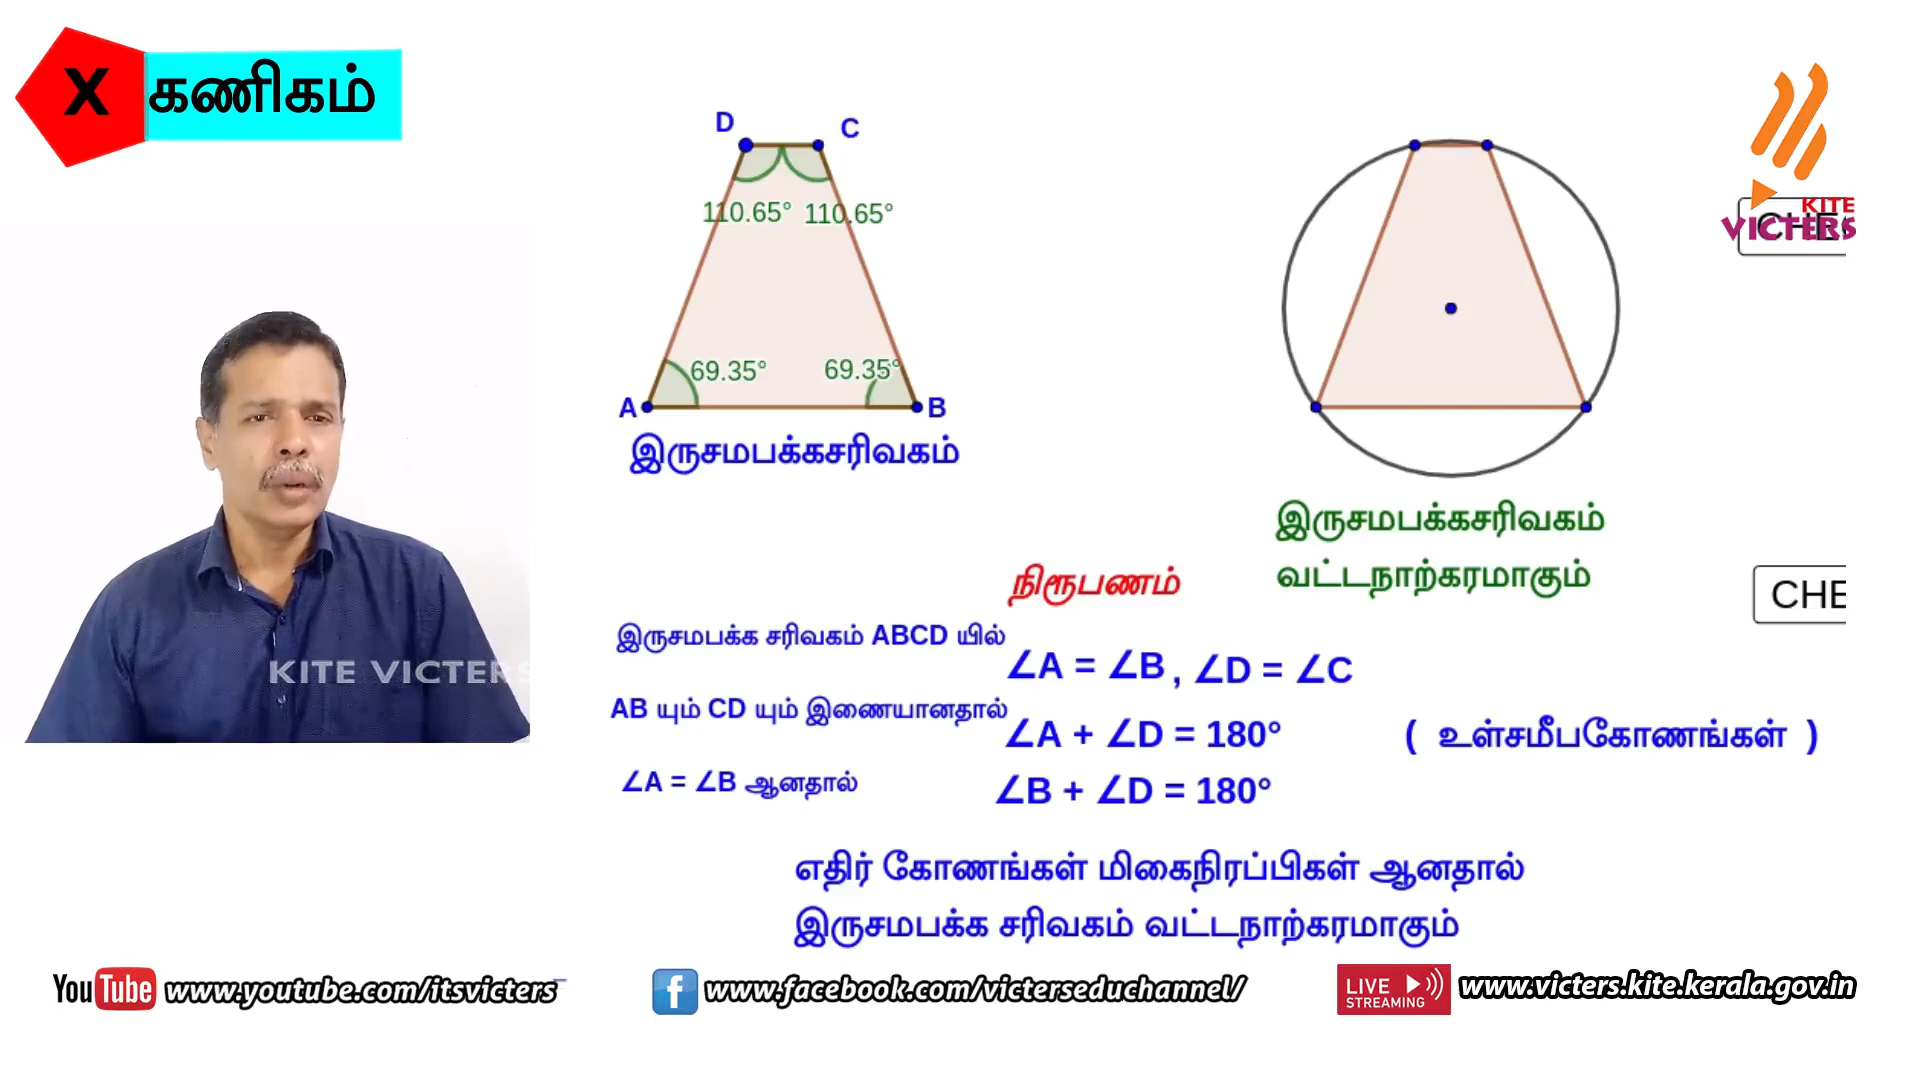 X கணிகம்
D
C
110.65° 110.65°
69.35° 69.35°
A
B
இருசமபக்கசரிவகம்
KITE
VICTERS
இருசமபக்கசரிவகம்
வட்டநாற்கரமாகும்
CHE
நிரூபணம்
இருசமபக்க சரிவகம் ABCD யில்
∠A = ∠B , ∠D = ∠C
KITE VICTERS
AB யும் CD யும் இணையானதால்
∠A + ∠D = 180° ( உள்சமீபகோணங்கள் )
∠A = ∠B ஆனதால்
∠B + ∠D = 180°
எதிர் கோணங்கள் மிகைநிரப்பிகள் ஆனதால்
இருசமபக்க சரிவகம் வட்டநாற்கரமாகும்
YouTube www.youtube.com/itsvicters
f www.facebook.com/victerseduchannel/
LIVE STREAMING www.victers.kite.kerala.gov.in